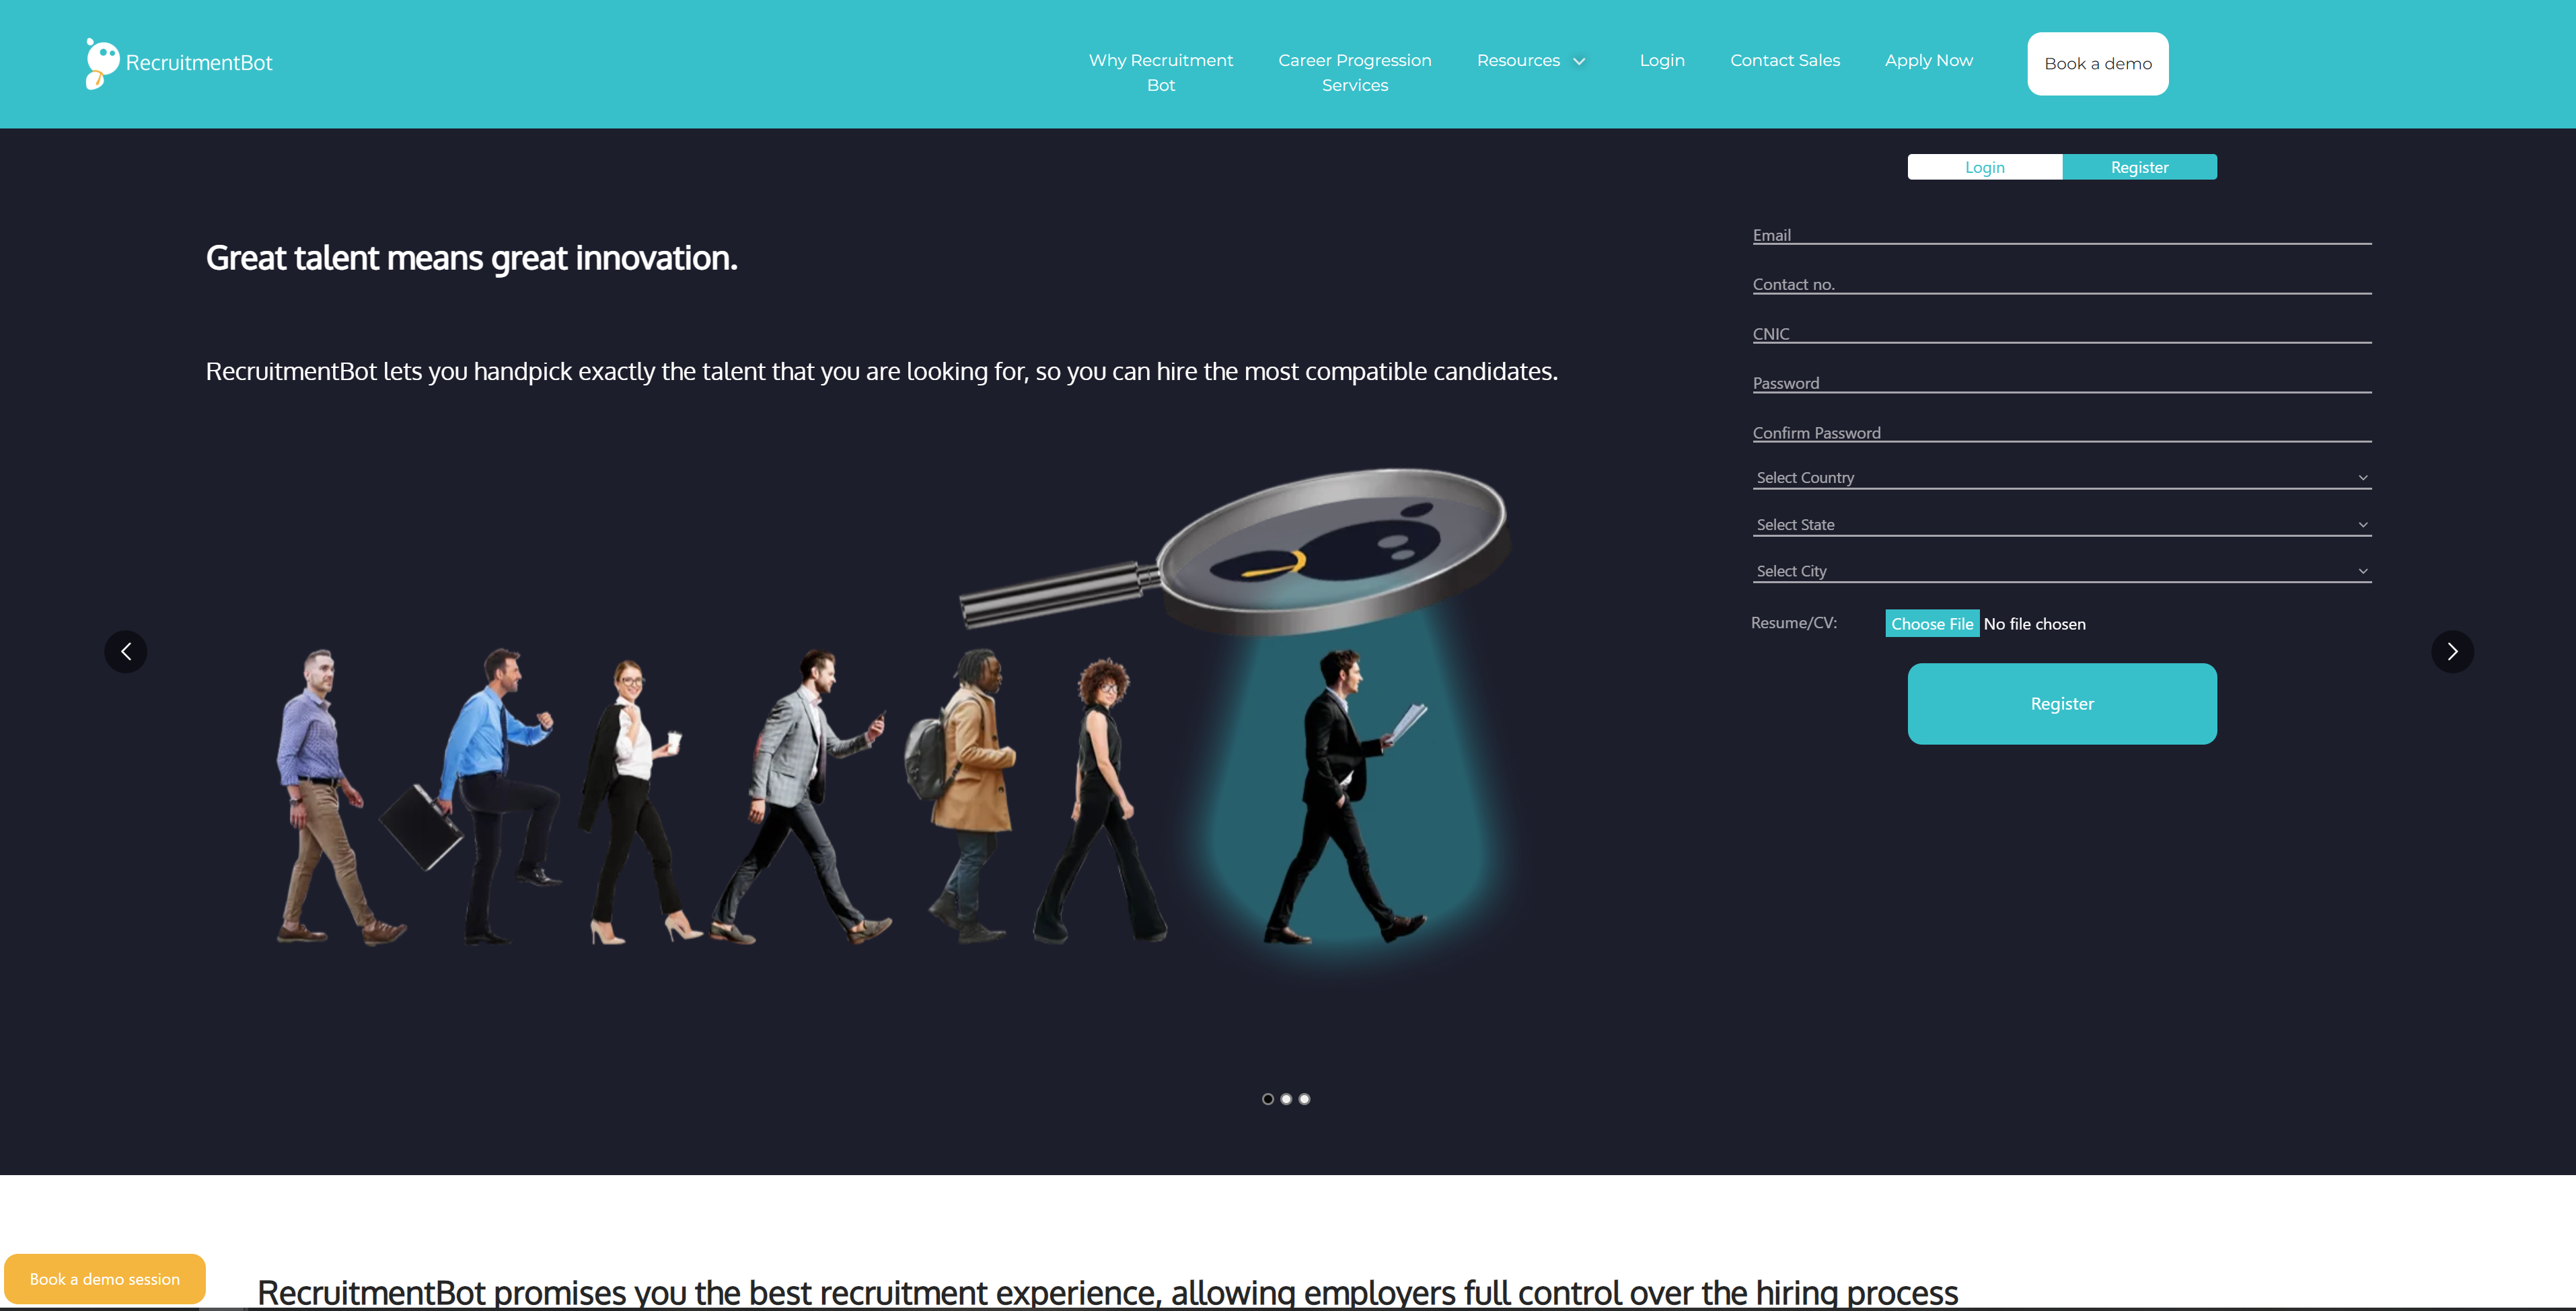 RecruitmentBot
Why Recruitment
Bot
Career Progression
Services
Resources
Login
Contact Sales
Apply Now
Book a demo
Login
Register
Great talent means great innovation.
RecruitmentBot lets you handpick exactly the talent that you are looking for, so you can hire the most compatible candidates.
Email
Contact no.
CNIC
Password
Confirm Password
Select Country
Select State
Select City
Resume/CV:
Choose File No file chosen
Register
Book a demo session
RecruitmentBot promises you the best recruitment experience, allowing employers full control over the hiring process